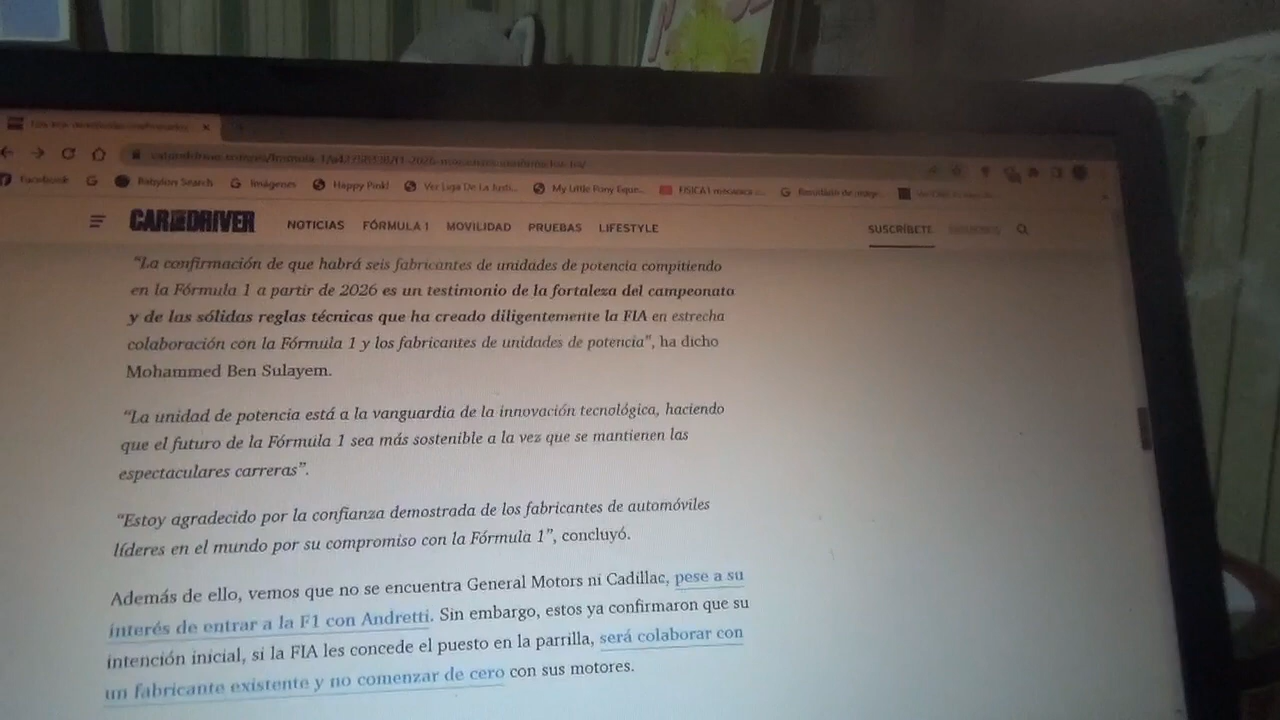 Facebook
Babylon Search
Imágenes
Happy Pink!
Ver Liga De La Justi...
My Little Pony Eque...
CAR AND DRIVER
NOTICIAS FÓRMULA 1 MOVILIDAD PRUEBAS LIFESTYLE
SUSCRÍBETE
“La confirmación de que habrá seis fabricantes de unidades de potencia compitiendo
en la Fórmula 1 a partir de 2026 es un testimonio de la fortaleza del campeonato
y de las sólidas reglas técnicas que ha creado diligentemente la FIA en estrecha
colaboración con la Fórmula 1 y los fabricantes de unidades de potencia”, ha dicho
Mohammed Ben Sulayem.
“La unidad de potencia está a la vanguardia de la innovación tecnológica, haciendo
que el futuro de la Fórmula 1 sea más sostenible a la vez que se mantienen las
espectaculares carreras”.
“Estoy agradecido por la confianza demostrada de los fabricantes de automóviles
líderes en el mundo por su compromiso con la Fórmula 1”, concluyó.
Además de ello, vemos que no se encuentra General Motors ni Cadillac, pese a su
interés de entrar a la F1 con Andretti. Sin embargo, estos ya confirmaron que su
intención inicial, si la FIA les concede el puesto en la parrilla, será colaborar con
un fabricante existente y no comenzar de cero con sus motores.